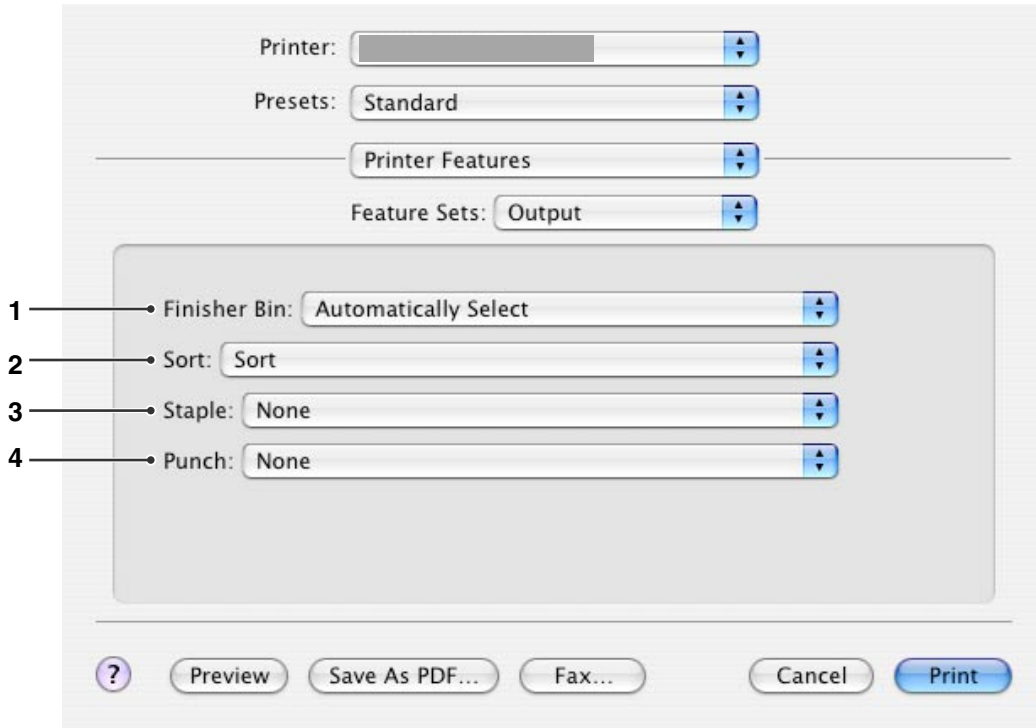 Printer:
Presets: Standard
Printer Features
Feature Sets: Output
1 Finisher Bin: Automatically Select
2 Sort: Sort
3 Staple: None
4 Punch: None
? Preview Save As PDF... Fax... Cancel Print